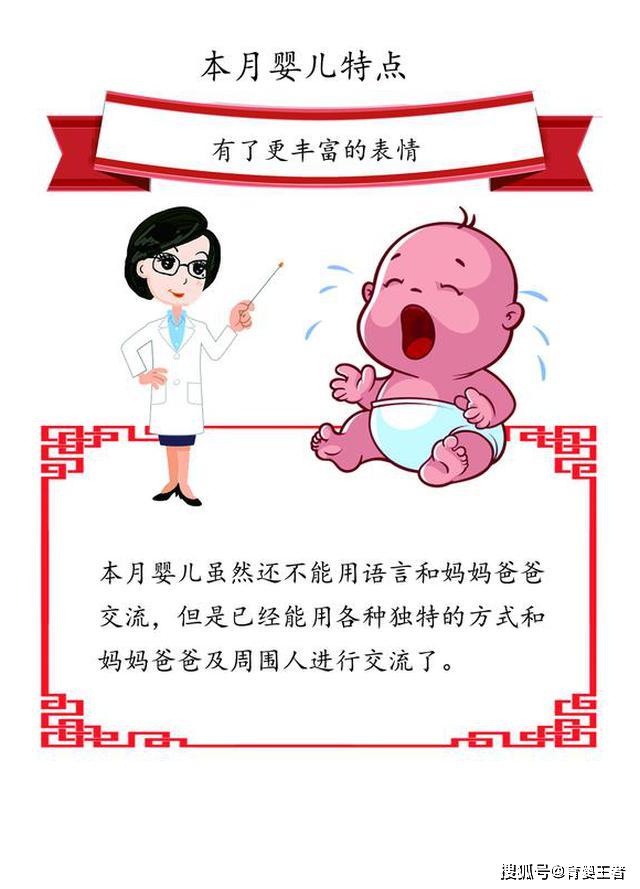 本月婴儿特点
有了更丰富的表情
本月婴儿虽然还不能用语言和妈妈爸爸
交流，但是已经能用各种独特的方式和
妈妈爸爸及周围人进行交流了。
搜狐号@育婴王者